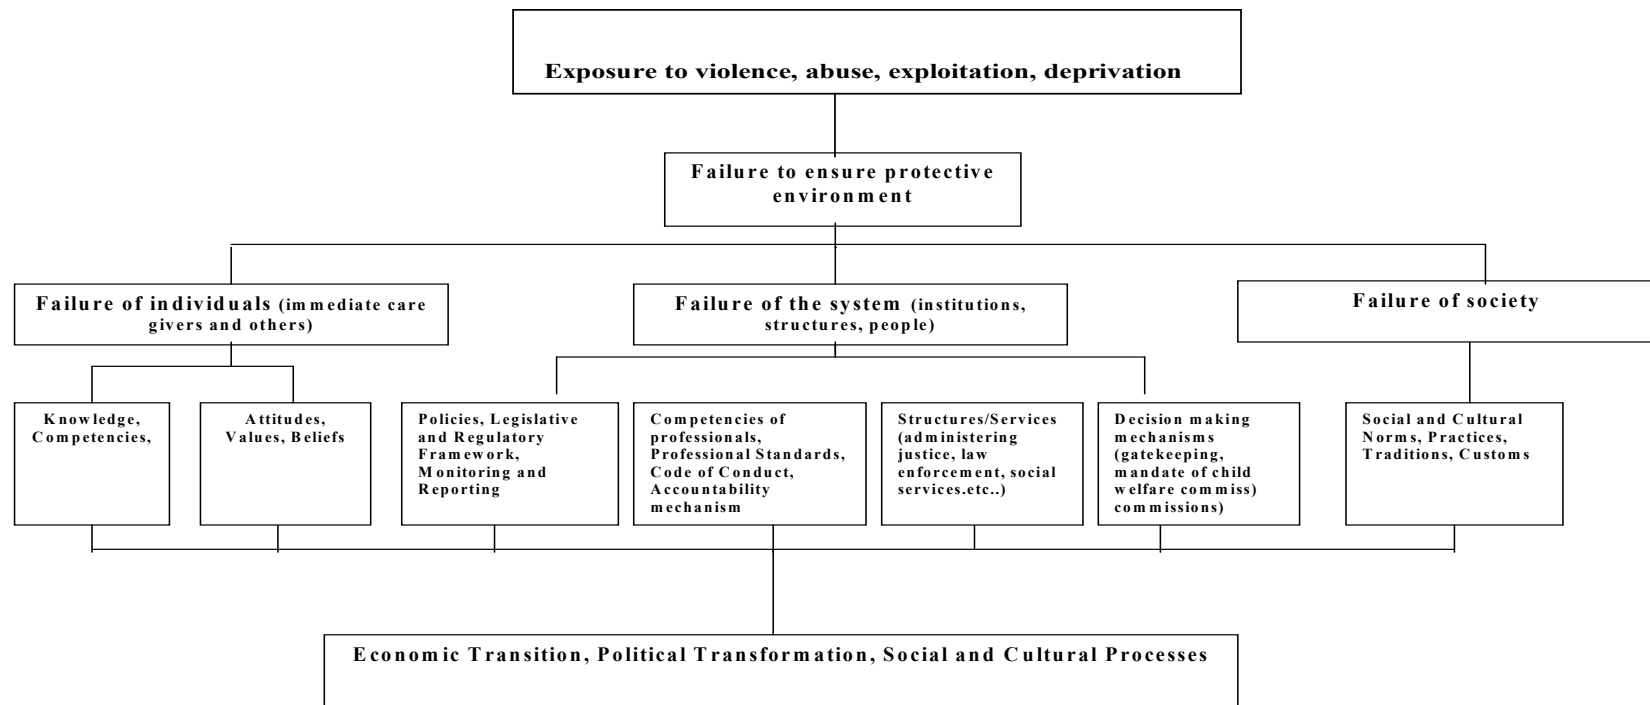 Exposure to violence, abuse, exploitation, deprivation
Failure to ensure protective
environment
Failure of individuals (immediate care
givers and others)
Failure of the system (institutions,
structures, people)
Failure of society
Knowledge,
Competencies,
Attitudes,
Values, Beliefs
Policies, Legislative
and Regulatory
Framework,
Monitoring and
Reporting
Competencies of
professionals,
Professional Standards,
Code of Conduct,
Accountability
mechanism
Structures/Services
(administering
justice, law
enforcement, social
services.etc..)
Decision making
mechanisms
(gatekeeping,
mandate of child
welfare commiss)
commissions)
Social and Cultural
Norms, Practices,
Traditions, Customs
Economic Transition, Political Transformation, Social and Cultural Processes